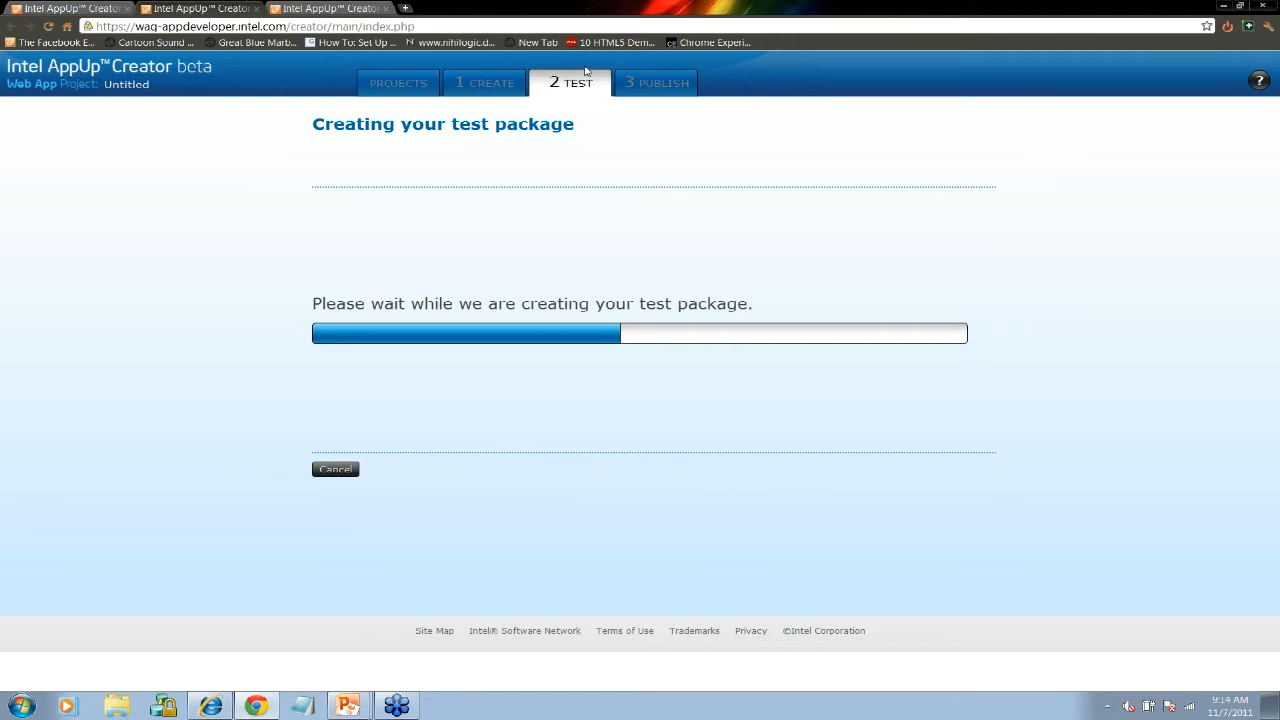 Intel AppUp™ Creator
Intel AppUp™ Creator
Intel AppUp™ Creator
https://waq-appdeveloper.intel.com/creator/main/index.php
The Facebook E...
Cartoon Sound ...
Great Blue Marb...
How To: Set Up ...
www.nihilogic.d...
New Tab
10 HTML5 Dem...
Chrome Experi...
Intel AppUp™ Creator beta
Web App Project: Untitled
PROJECTS
1 CREATE
2 TEST
3 PUBLISH
?
Creating your test package
Please wait while we are creating your test package.
Cancel
Site Map
Intel® Software Network
Terms of Use
Trademarks
Privacy
©Intel Corporation
9:14 AM
11/7/2011